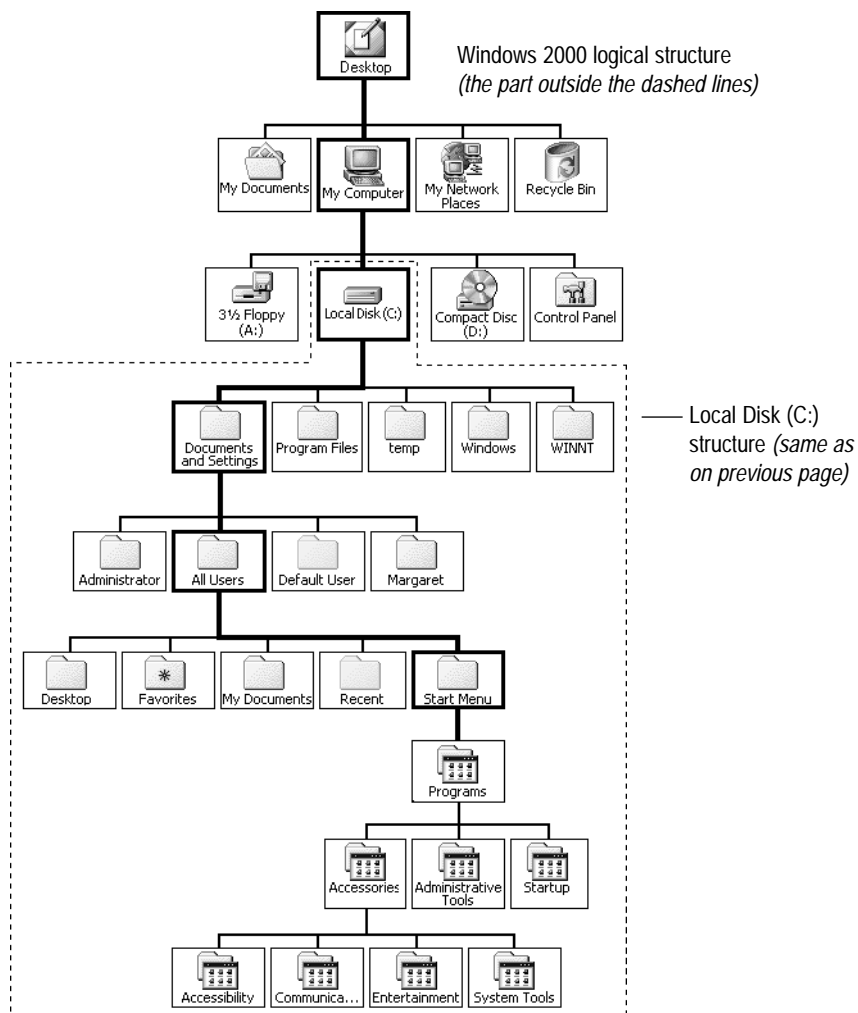 Desktop
Windows 2000 logical structure
(the part outside the dashed lines)
My Documents
My Computer
My Network
Places
Recycle Bin
3½ Floppy
(A:)
Local Disk (C:)
Compact Disc
(D:)
Control Panel
Documents
and Settings
Program Files
temp
Windows
WINNT
Local Disk (C:)
structure (same as
on previous page)
Administrator
All Users
Default User
Margaret
Desktop
Favorites
My Documents
Recent
Start Menu
Programs
Accessories
Administrative
Tools
Startup
Accessibility
Communica...
Entertainment
System Tools